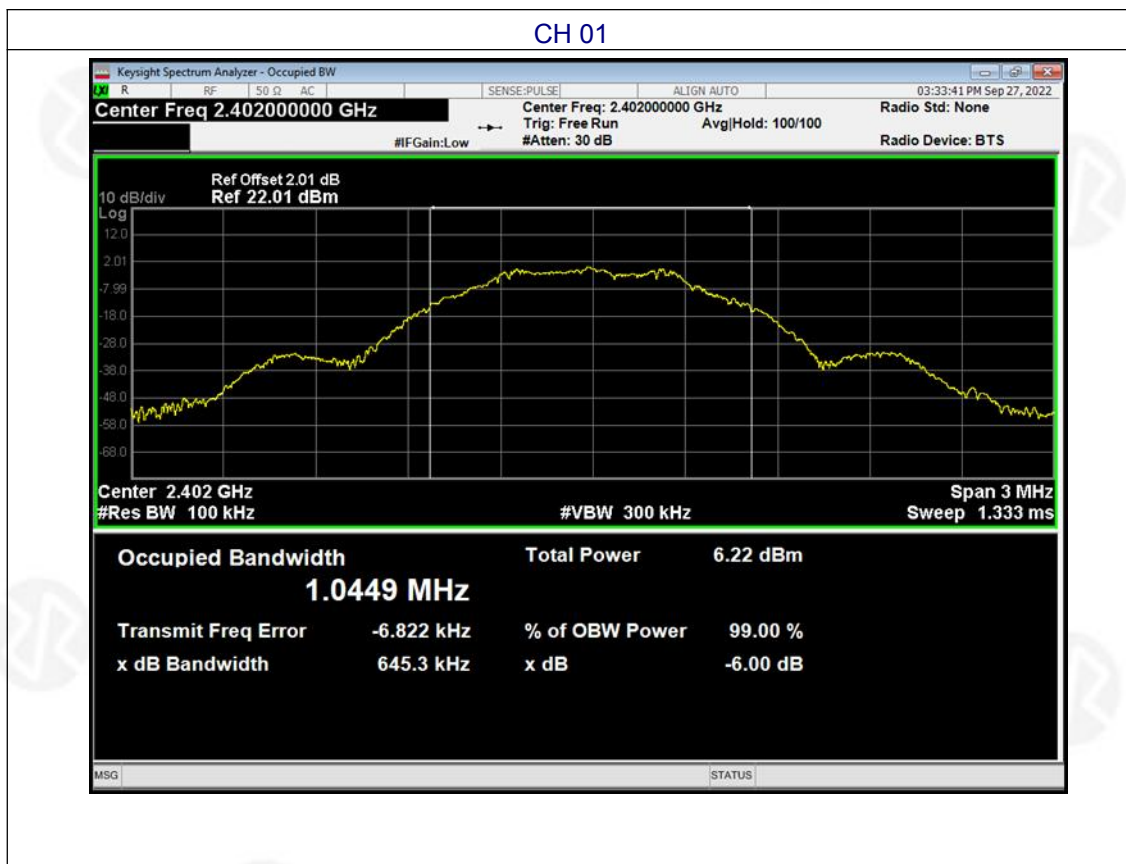 CH 01
Keysight Spectrum Analyzer - Occupied BW
LXI R RF 50 Ω AC SENSE:PULSE ALIGN AUTO 03:33:41 PM Sep 27, 2022
Center Freq 2.402000000 GHz Center Freq: 2.402000000 GHz Radio Std: None
Trig: Free Run Avg|Hold: 100/100
#IFGain:Low #Atten: 30 dB Radio Device: BTS
Ref Offset 2.01 dB
10 dB/div Ref 22.01 dBm
Log
12.0
2.01
-7.99
-18.0
-28.0
-38.0
-48.0
-58.0
-68.0
Center 2.402 GHz Span 3 MHz
#Res BW 100 kHz #VBW 300 kHz Sweep 1.333 ms
Occupied Bandwidth Total Power 6.22 dBm
1.0449 MHz
Transmit Freq Error -6.822 kHz % of OBW Power 99.00 %
x dB Bandwidth 645.3 kHz x dB -6.00 dB
MSG STATUS